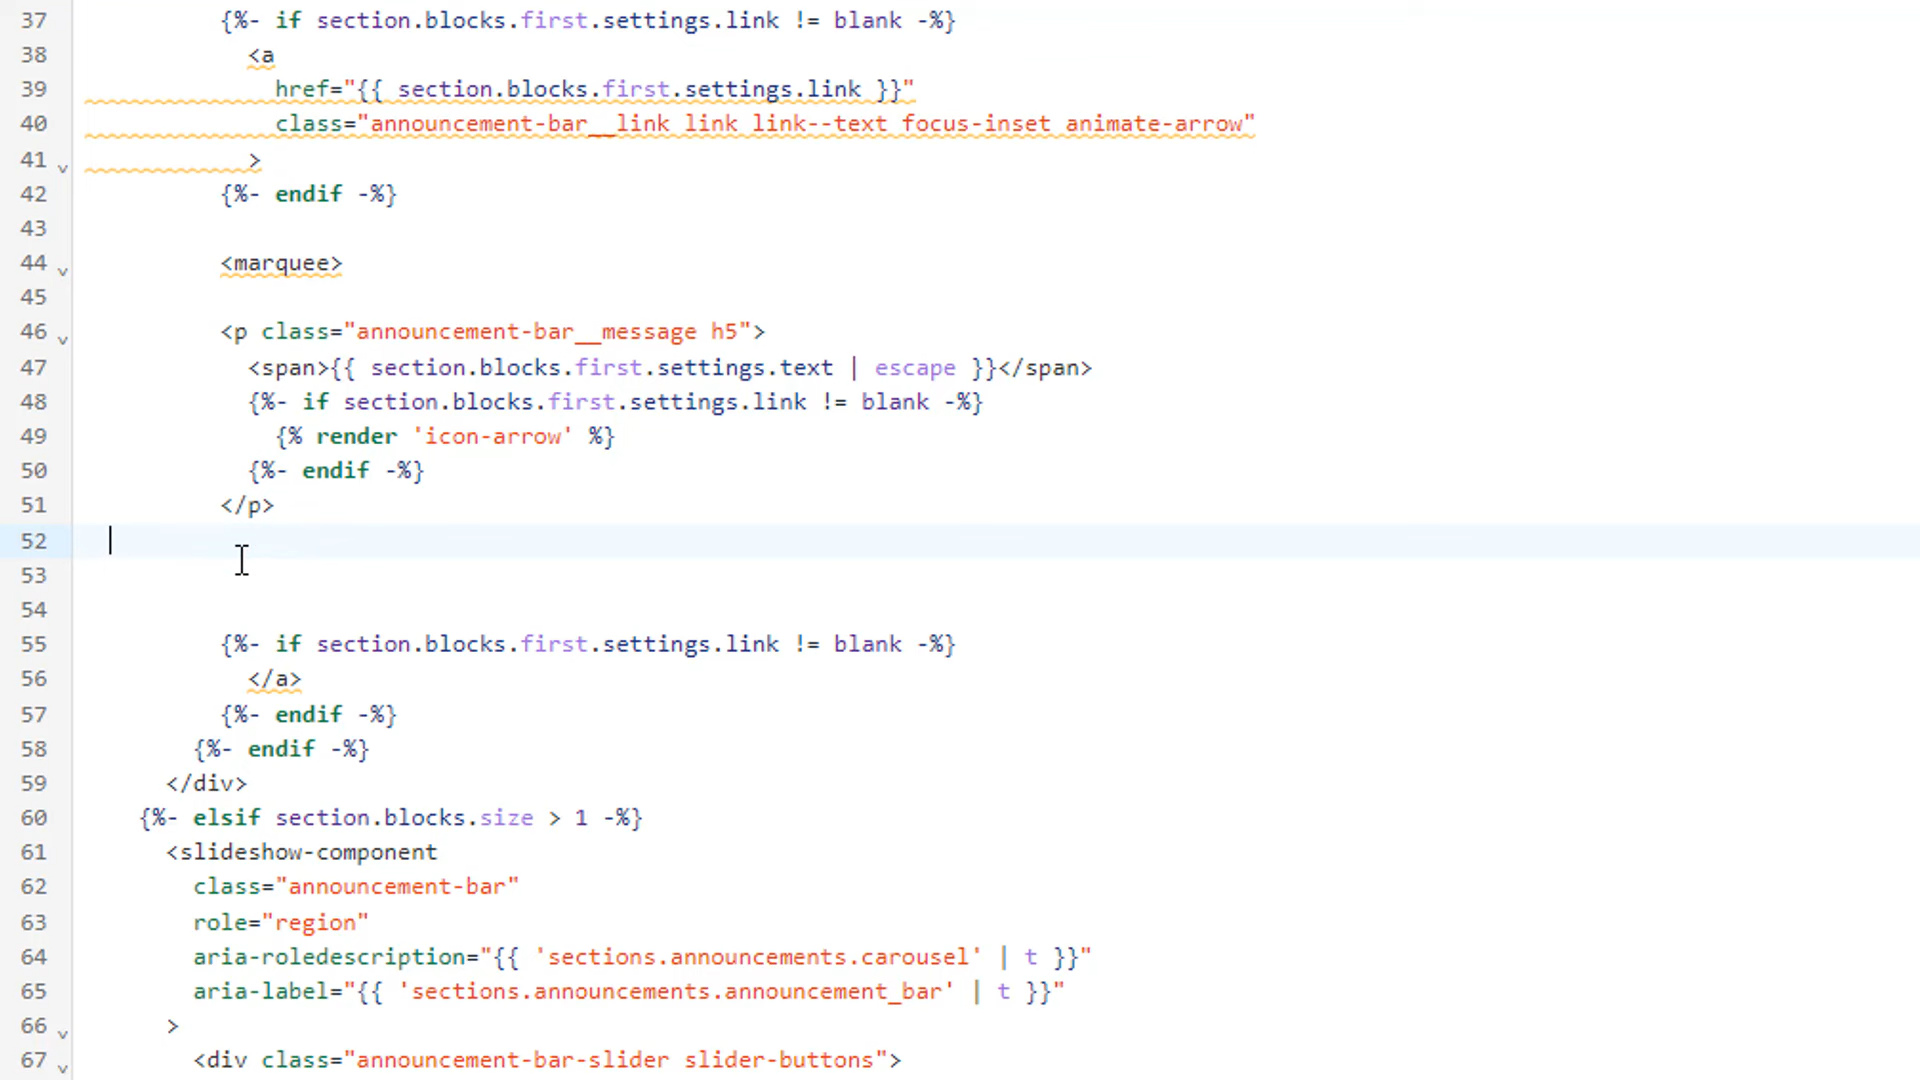 37 {%- if section.blocks.first.settings.link != blank -%}
38 <a
39 href="{{ section.blocks.first.settings.link }}"
40 class="announcement-bar__link link link--text focus-inset animate-arrow"
41 >
42 {%- endif -%}
43
44 <marquee>
45
46 <p class="announcement-bar__message h5">
47 <span>{{ section.blocks.first.settings.text | escape }}</span>
48 {%- if section.blocks.first.settings.link != blank -%}
49 {% render 'icon-arrow' %}
50 {%- endif -%}
51 </p>
52
53
54
55 {%- if section.blocks.first.settings.link != blank -%}
56 </a>
57 {%- endif -%}
58 {%- endif -%}
59 </div>
60 {%- elsif section.blocks.size > 1 -%}
61 <slideshow-component
62 class="announcement-bar"
63 role="region"
64 aria-roledescription="{{ 'sections.announcements.carousel' | t }}"
65 aria-label="{{ 'sections.announcements.announcement_bar' | t }}"
66 >
67 <div class="announcement-bar-slider slider-buttons">